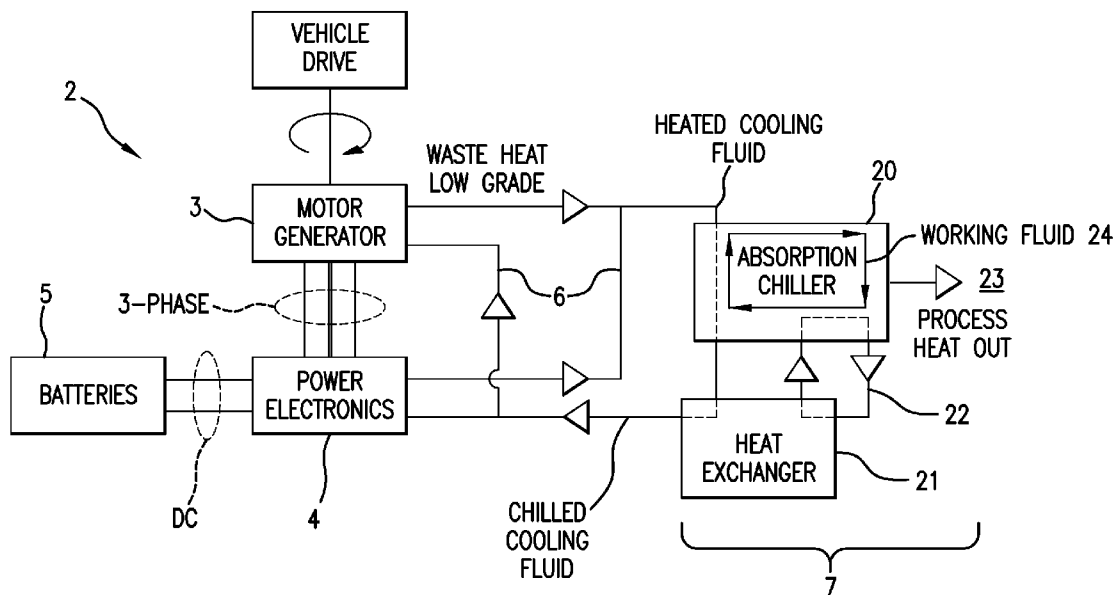 VEHICLE
DRIVE
2
HEATED COOLING
FLUID
WASTE HEAT
LOW GRADE
20
3
MOTOR
GENERATOR
ABSORPTION
CHILLER
WORKING FLUID 24
23
PROCESS
HEAT OUT
6
3-PHASE
5
BATTERIES
POWER
ELECTRONICS
22
HEAT
EXCHANGER
21
DC
4
CHILLED
COOLING
FLUID
7